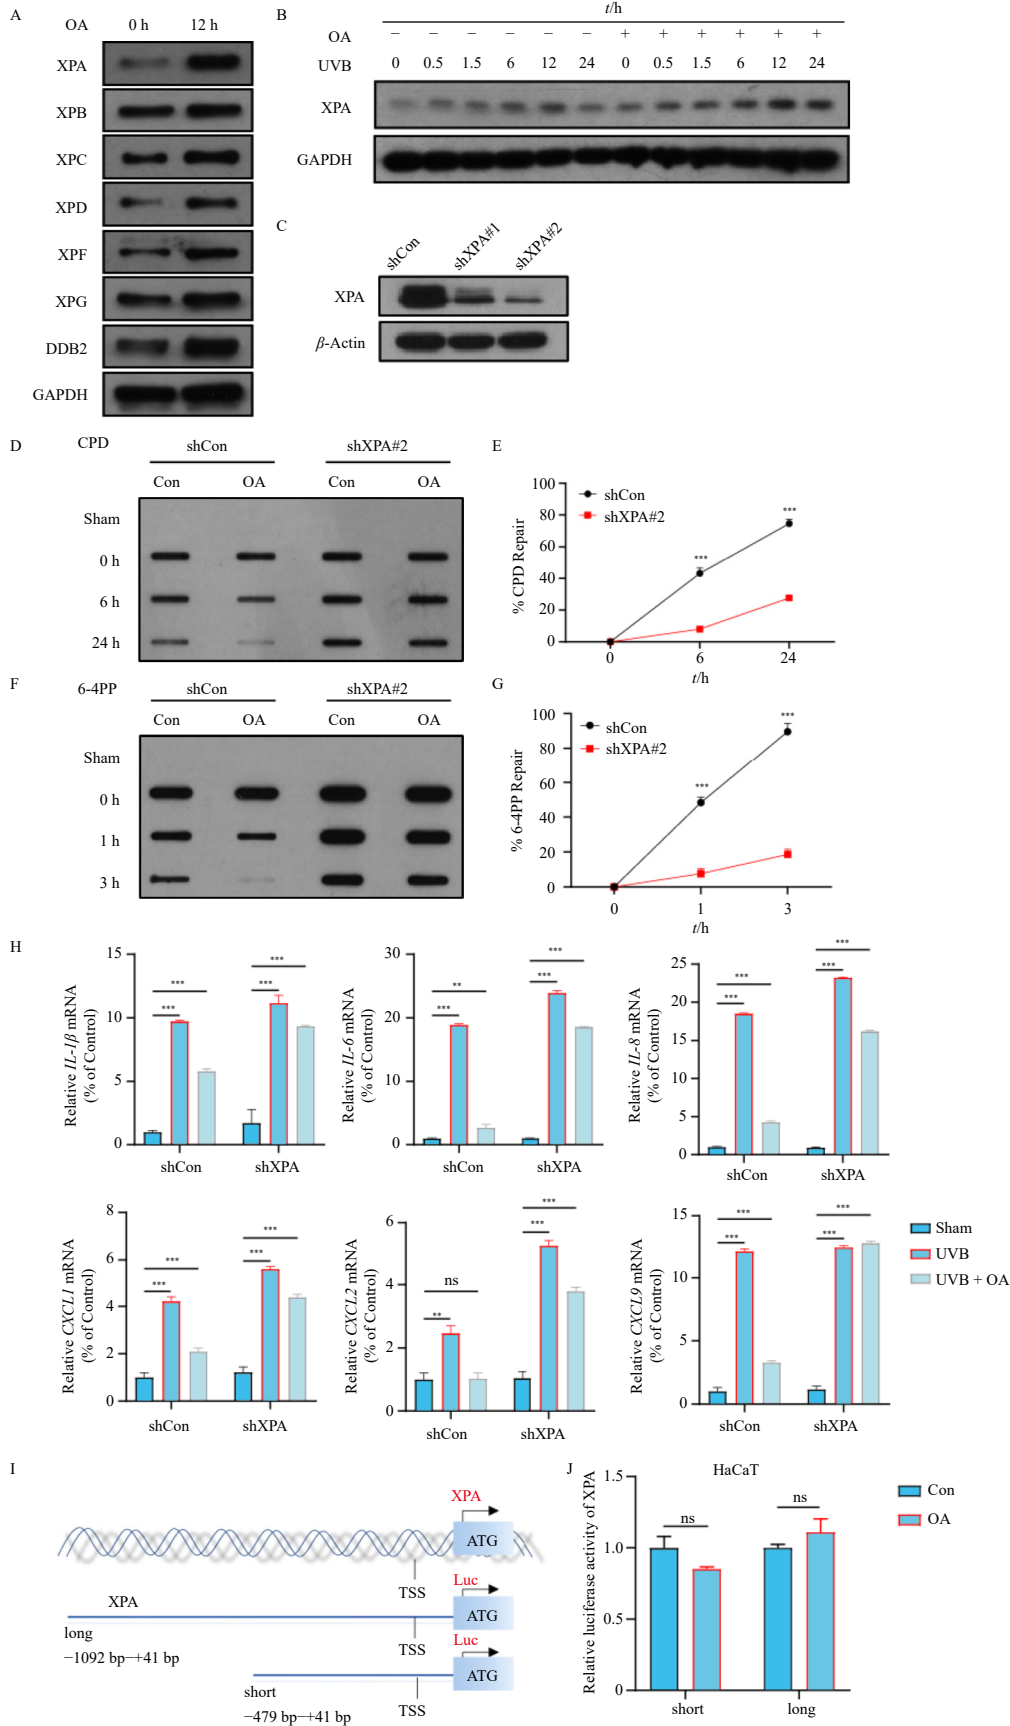 A
OA 0 h 12 h
XPA
XPB
XPC
XPD
XPF
XPG
DDB2
GAPDH
B
t/h
OA − − − − − − + + + + + +
UVB 0 0.5 1.5 6 12 24 0 0.5 1.5 6 12 24
XPA
GAPDH
C
shCon shXPA#1 shXPA#2
XPA
β-Actin
D
CPD shCon shXPA#2
Con OA Con OA
Sham
0 h
6 h
24 h
E
% CPD Repair
100
80
60
40
20
0
shCon
shXPA#2
*** ***
0 6 24
t/h
F
6-4PP shCon shXPA#2
Con OA Con OA
Sham
0 h
1 h
3 h
G
% 6-4PP Repair
100
80
60
40
20
0
shCon
shXPA#2
*** ***
0 1 3
t/h
H
Relative IL-1β mRNA
(% of Control)
15
10
5
0
*** *** *** ***
shCon shXPA
Relative IL-6 mRNA
(% of Control)
30
20
10
0
*** ** *** ***
shCon shXPA
Relative IL-8 mRNA
(% of Control)
25
20
15
10
5
0
*** *** *** ***
shCon shXPA
Relative CXCL1 mRNA
(% of Control)
8
6
4
2
0
*** *** *** ***
shCon shXPA
Relative CXCL2 mRNA
(% of Control)
6
4
2
0
** ns *** ***
shCon shXPA
Relative CXCL9 mRNA
(% of Control)
15
10
5
0
*** *** *** ***
shCon shXPA
Sham
UVB
UVB + OA
I
XPA
ATG
TSS
XPA
Luc
ATG
long
TSS
−1092 bp−+41 bp
Luc
ATG
short
TSS
−479 bp−+41 bp
J
HaCaT
Relative luciferase activity of XPA
1.5
1.0
0.5
0
ns ns
short long
Con
OA